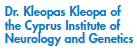 Dr. Kleopas Kleopa of
the Cyprus Institute of
Neurology and Genetics